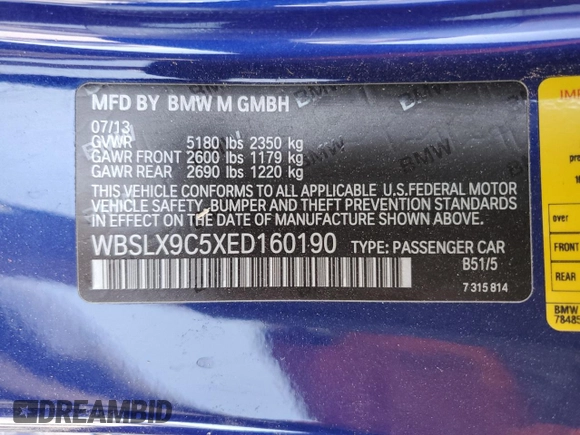 MFD BY BMW M GMBH
07/13
GVWR 5180 lbs 2350 kg
GAWR FRONT 2600 lbs 1179 kg
GAWR REAR 2690 lbs 1220 kg
THIS VEHICLE CONFORMS TO ALL APPLICABLE U.S.FEDERAL MOTOR
VEHICLE SAFETY, BUMPER AND THEFT PREVENTION STANDARDS
IN EFFECT ON THE DATE OF MANUFACTURE SHOWN ABOVE.
WBSLX9C5XED160190 TYPE: PASSENGER CAR
B51/5
7 315 814
over
FRONT
REAR
BMW
DREAMBID